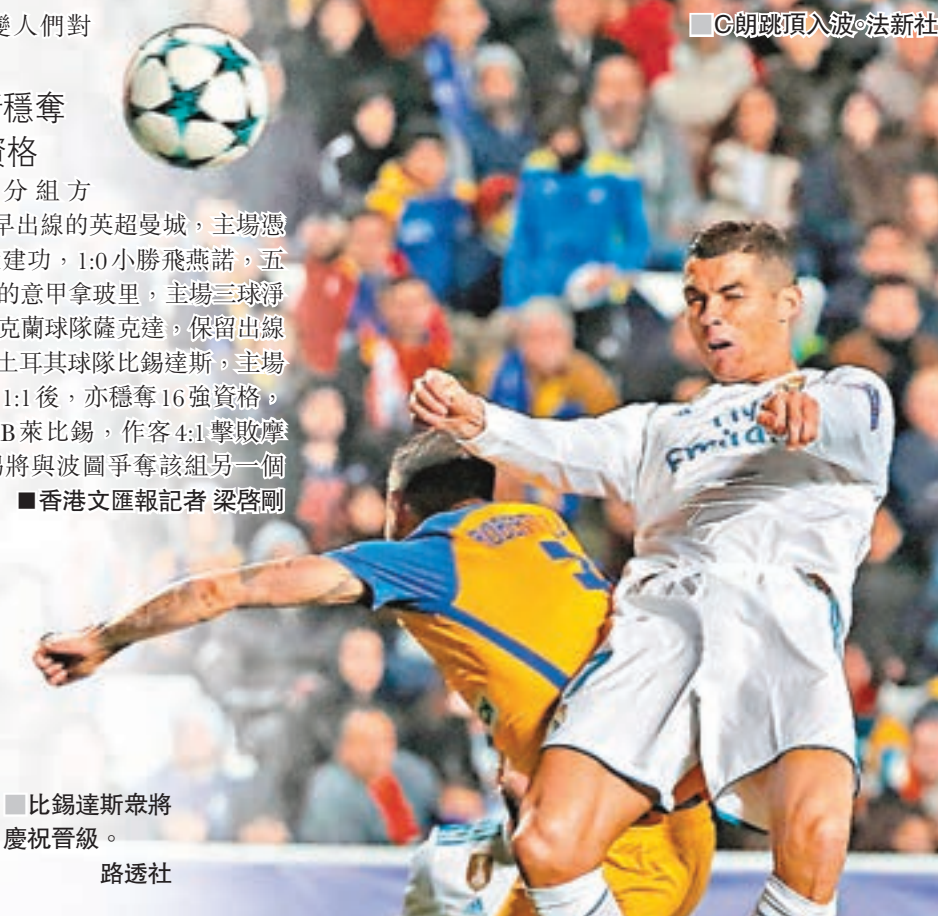 變人們對
穩奪
資格
分組方
早出線的英超曼城，主場憑
建功，1:0小勝飛燕諾，五
的意甲拿玻里，主場三球淨
克蘭球隊薩克達，保留出線
土耳其球隊比錫達斯，主場
1:1後，亦穩奪16強資格，
B萊比錫，作客4:1擊敗摩
將與波圖爭奪該組另一個
■香港文匯報記者 梁啓剛
■C朗跳頂入波。法新社
Fly
Emirates
ROBERTO
3
■比錫達斯衆將
慶祝晉級。
路透社